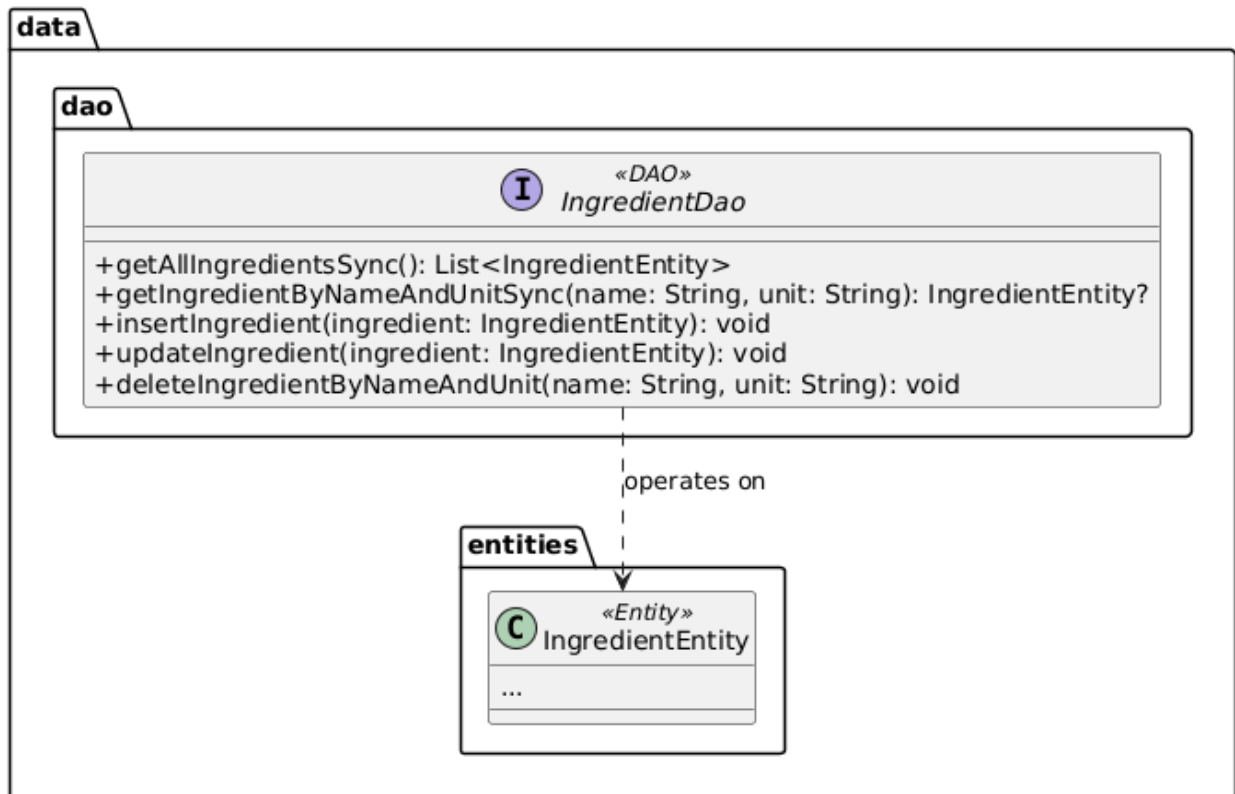 data
dao
I
«DAO»
IngredientDao
+getAllIngredientsSync(): List<IngredientEntity>
+getIngredientByNameAndUnitSync(name: String, unit: String): IngredientEntity?
+insertIngredient(ingredient: IngredientEntity): void
+updateIngredient(ingredient: IngredientEntity): void
+deleteIngredientByNameAndUnit(name: String, unit: String): void
operates on
entities
C
«Entity»
IngredientEntity
...